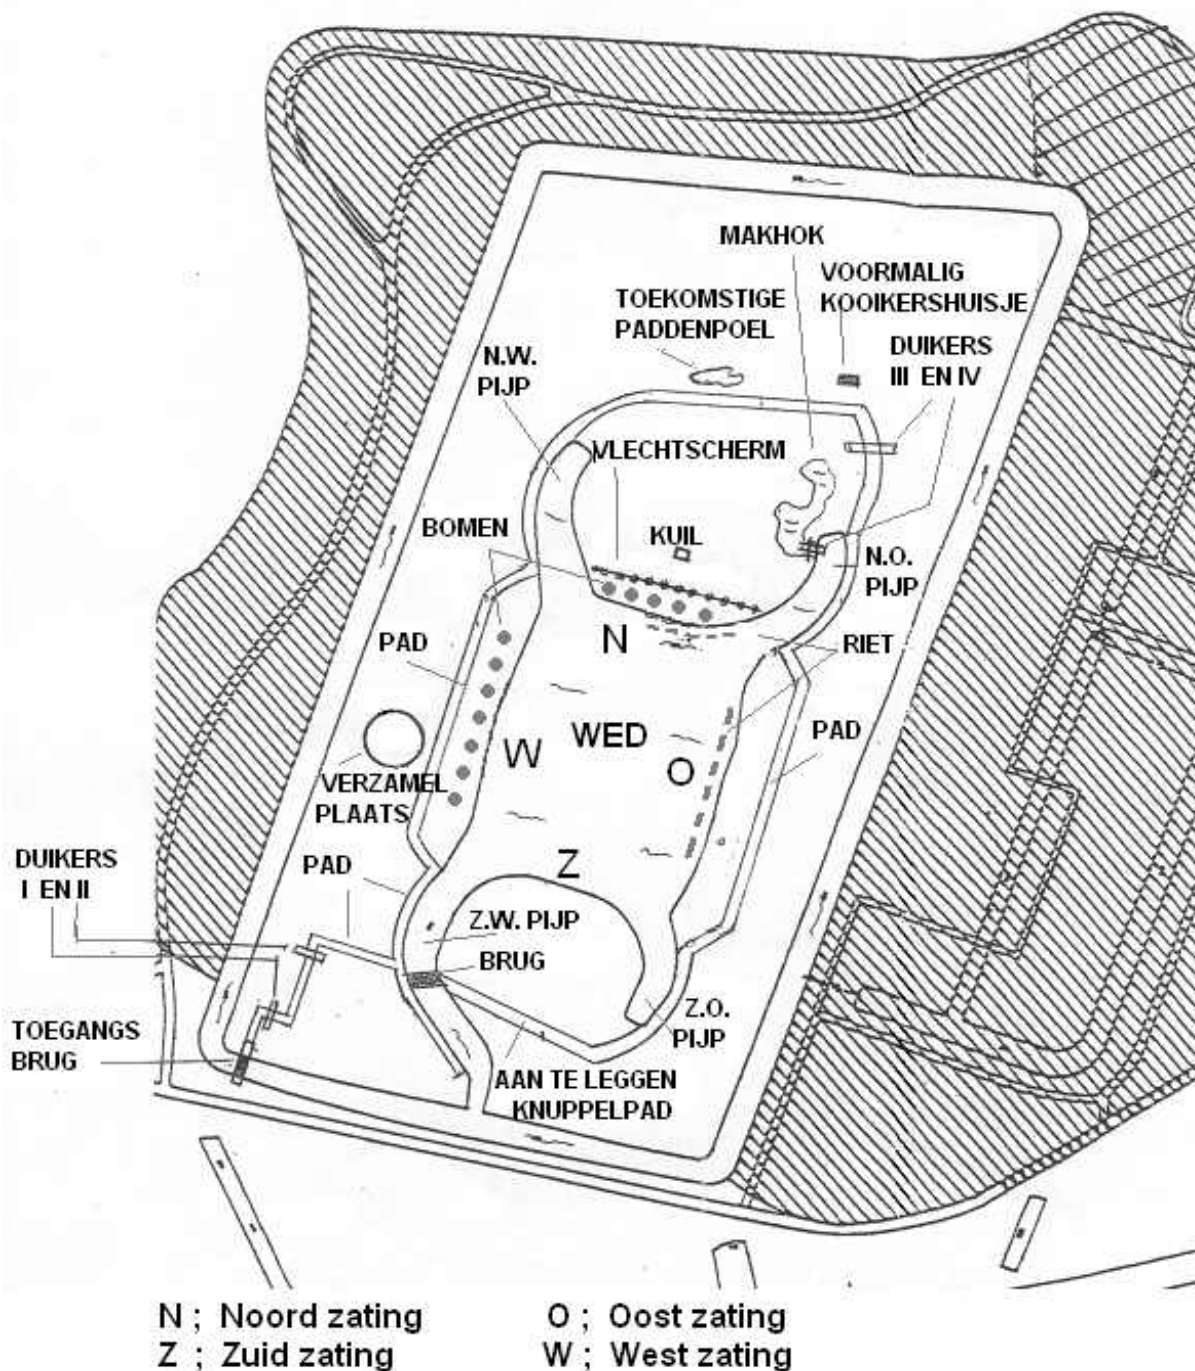 MAKHOK
VOORMALIG
KOOIKERSHUISJE
TOEKOMSTIGE
PADDENPOEL
DUIKERS
III EN IV
N.W.
PIJP
VLECHTSCHERM
BOMEN
KUIL
N.O.
PIJP
N
RIET
PAD
WED
PAD
W
O
VERZAMEL
PLAATS
DUIKERS
I EN II
PAD
Z
Z.W. PIJP
BRUG
Z.O.
PIJP
TOEGANGS
BRUG
AAN TE LEGGEN
KNUPPELPAD
N ; Noord zating
O ; Oost zating
Z ; Zuid zating
W ; West zating